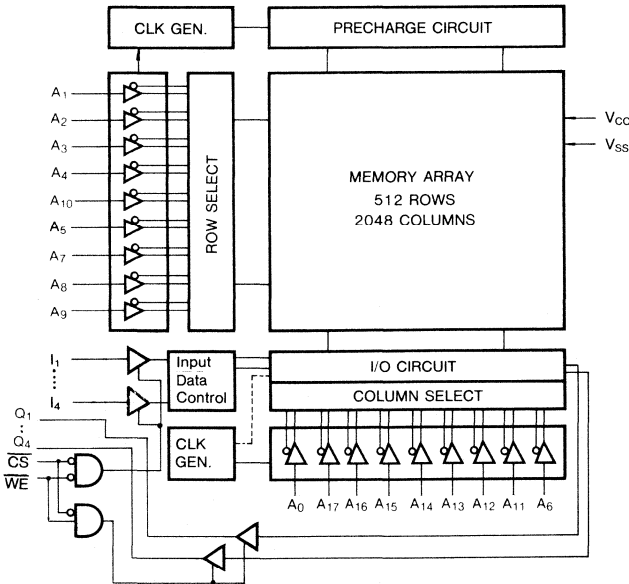 CLK GEN.
PRECHARGE CIRCUIT
A1
A2
A3
A4
A10
A5
A7
A8
A9
ROW SELECT
MEMORY ARRAY
512 ROWS
2048 COLUMNS
VCC
VSS
I1
I4
Input
Data
Control
I/O CIRCUIT
COLUMN SELECT
Q1
Q4
CS
WE
CLK
GEN.
A0 A17 A16 A15 A14 A13 A12 A11 A6